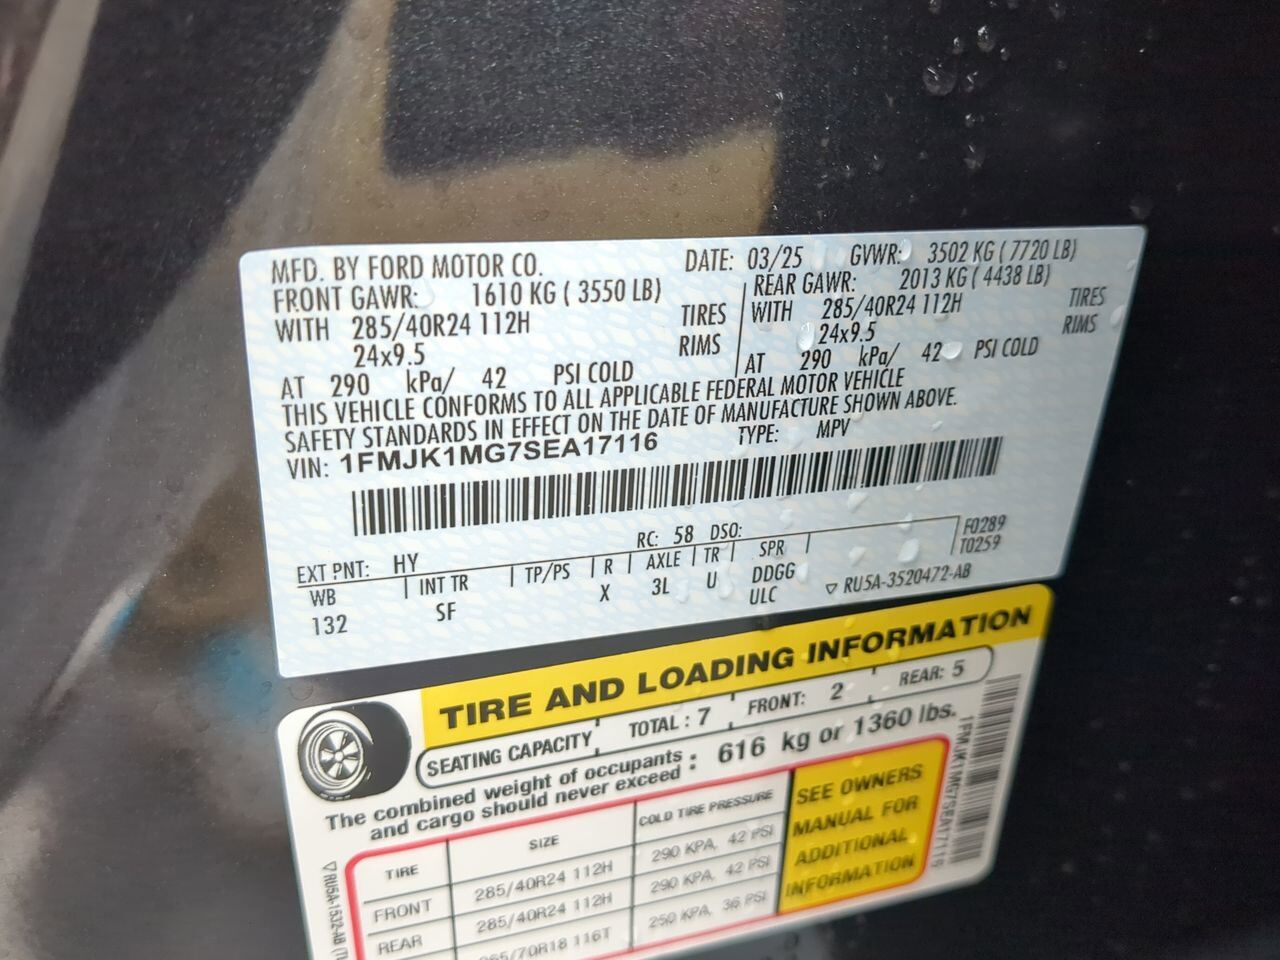 MFD. BY FORD MOTOR CO. DATE: 03/25 GVWR: 3502 KG ( 7720 LB)
FRONT GAWR: 1610 KG ( 3550 LB) REAR GAWR: 2013 KG ( 4438 LB)
WITH 285/40R24 112H TIRES WITH 285/40R24 112H TIRES
24x9.5 RIMS 24x9.5 RIMS
AT 290 kPa/ 42 PSI COLD AT 290 kPa/ 42 PSI COLD
THIS VEHICLE CONFORMS TO ALL APPLICABLE FEDERAL MOTOR VEHICLE
SAFETY STANDARDS IN EFFECT ON THE DATE OF MANUFACTURE SHOWN ABOVE.
VIN: 1FMJK1MG7SEA17116 TYPE: MPV
EXT PNT: HY RC: 58 DSO: F0289
WB INT TR TP/PS R AXLE TR SPR T0259
132 SF X 3L U DDGG
ULC ▽ RU5A-3520472-AB
TIRE AND LOADING INFORMATION
SEATING CAPACITY TOTAL : 7 FRONT: 2 REAR: 5
The combined weight of occupants and cargo should never exceed : 616 kg or 1360 lbs.
TIRE SIZE COLD TIRE PRESSURE
FRONT 285/40R24 112H 290 KPA, 42 PSI
REAR 285/40R24 112H 290 KPA, 42 PSI
70R18 116T 250 KPA, 36 PSI
SEE OWNERS
MANUAL FOR
ADDITIONAL
INFORMATION
1FMJK1MG7SEA17116
▽ RU5A-1532-AB